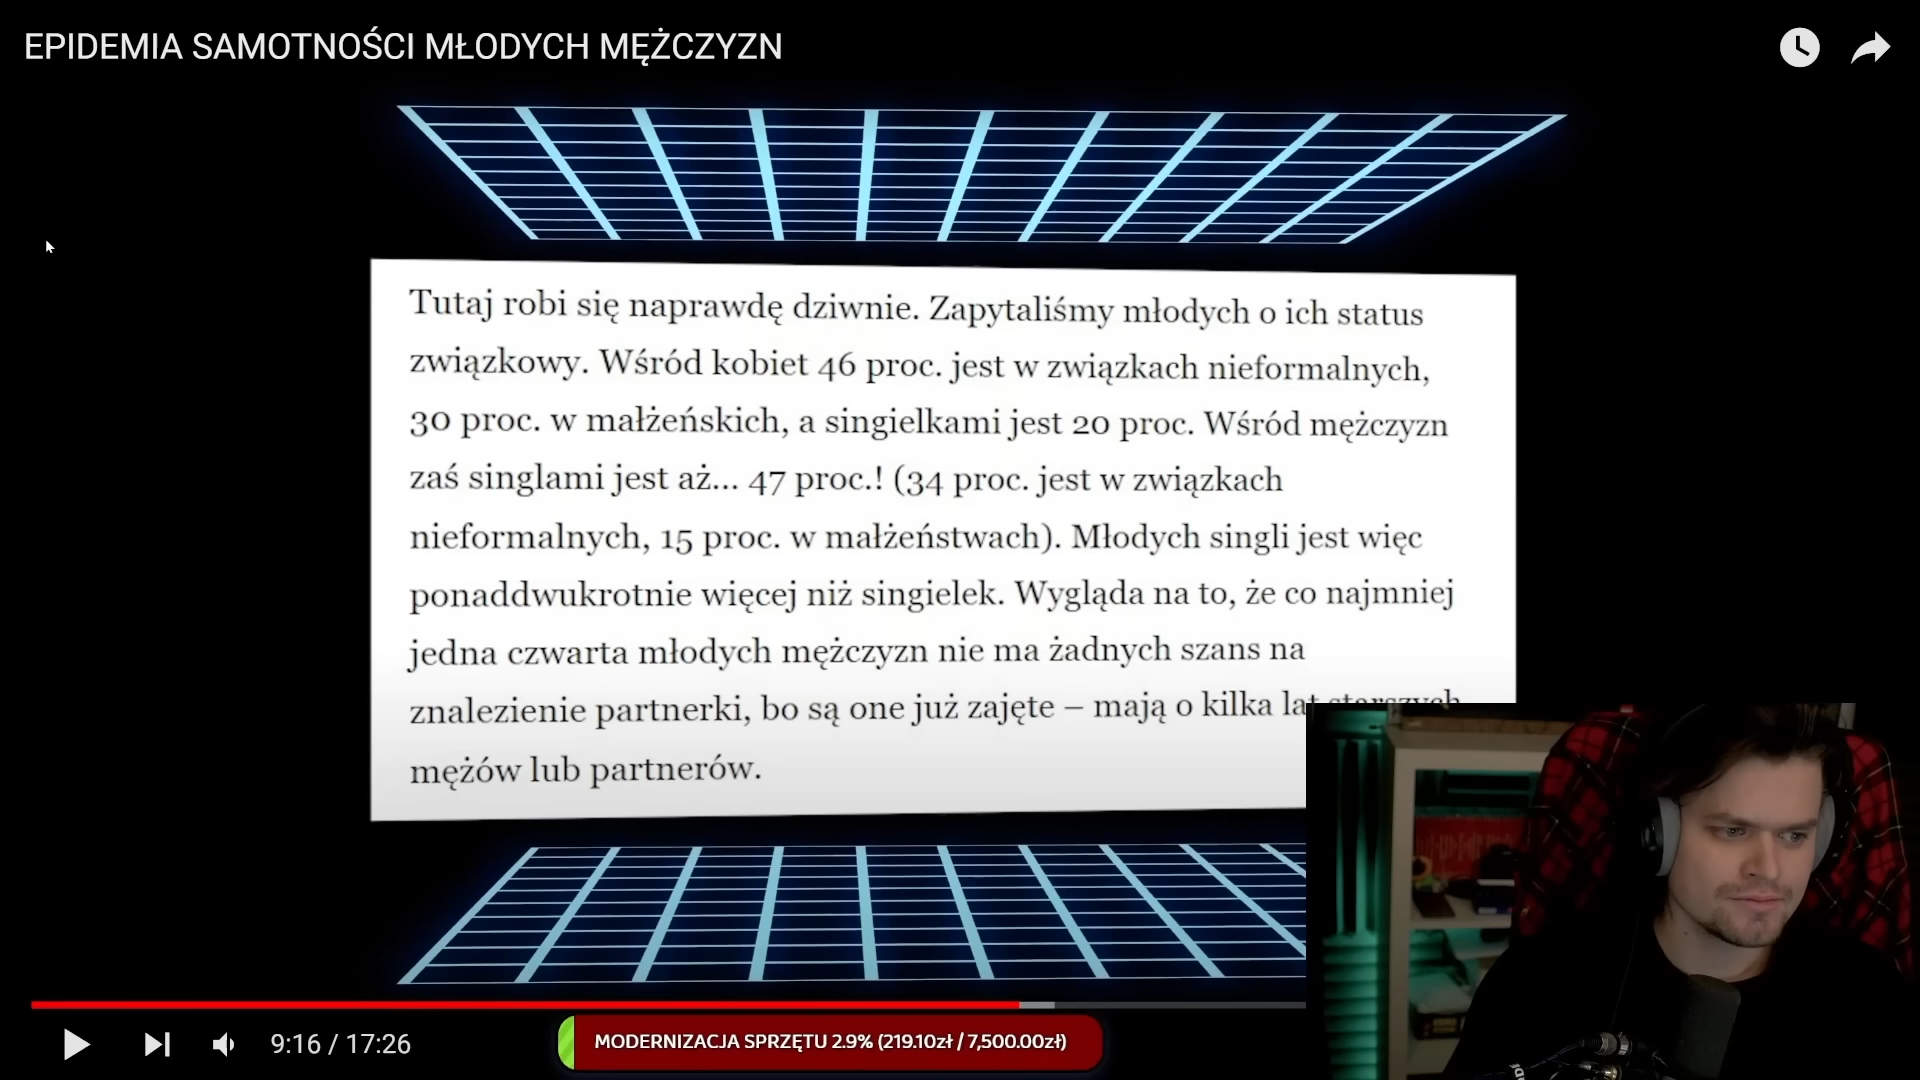 EPIDEMIA SAMOTNOŚCI MŁODYCH MĘŻCZYZN
Tutaj robi się naprawdę dziwnie. Zapytaliśmy młodych o ich status
związkowy. Wśród kobiet 46 proc. jest w związkach nieformalnych,
30 proc. w małżeńskich, a singielkami jest 20 proc. Wśród mężczyzn
zaś singlami jest aż... 47 proc.! (34 proc. jest w związkach
nieformalnych, 15 proc. w małżeństwach). Młodych singli jest więc
ponaddwukrotnie więcej niż singielek. Wygląda na to, że co najmniej
jedna czwarta młodych mężczyzn nie ma żadnych szans na
znalezienie partnerki, bo są one już zajęte – mają o kilka lat starszych
mężów lub partnerów.
9:16 / 17:26
MODERNIZACJA SPRZĘTU 2.9% (219.10zł / 7,500.00zł)